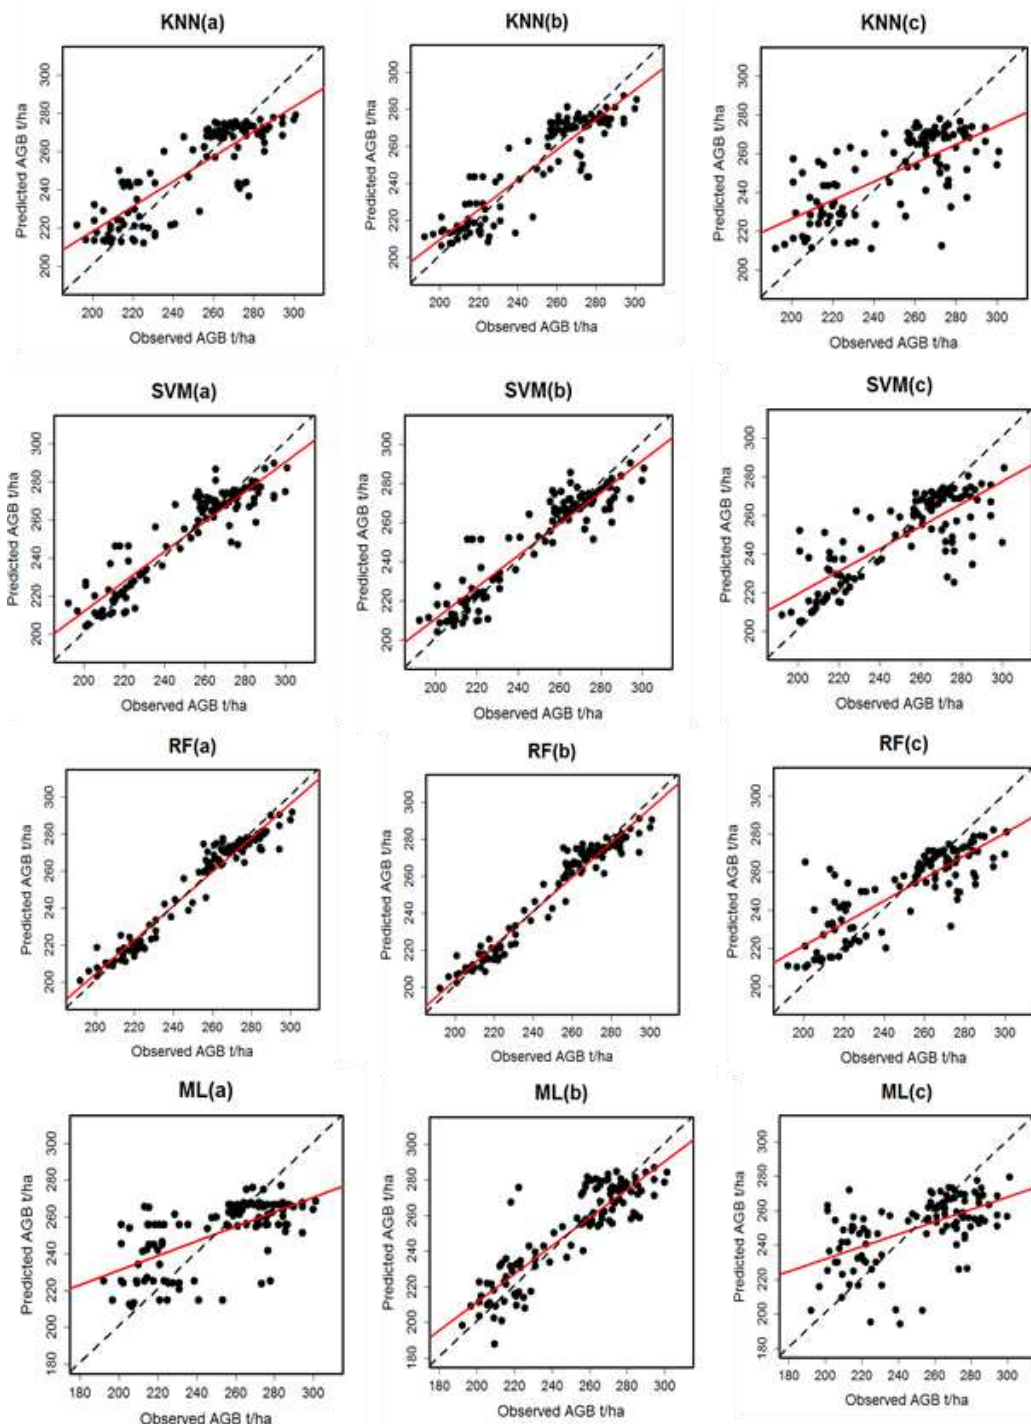 KNN(a)
KNN(b)
KNN(c)
Predicted AGB t/ha
200 220 240 260 280 300
200 220 240 260 280 300
Observed AGB t/ha
Predicted AGB t/ha
200 220 240 260 280 300
200 220 240 260 280 300
Observed AGB t/ha
Predicted AGB t/ha
200 220 240 260 280 300
200 220 240 260 280 300
Observed AGB t/ha
SVM(a)
SVM(b)
SVM(c)
Predicted AGB t/ha
200 220 240 260 280 300
200 220 240 260 280 300
Observed AGB t/ha
Predicted AGB t/ha
200 220 240 260 280 300
200 220 240 260 280 300
Observed AGB t/ha
Predicted AGB t/ha
200 220 240 260 280 300
200 220 240 260 280 300
Observed AGB t/ha
RF(a)
RF(b)
RF(c)
Predicted AGB t/ha
200 220 240 260 280 300
200 220 240 260 280 300
Observed AGB t/ha
Predicted AGB t/ha
200 220 240 260 280 300
200 220 240 260 280 300
Observed AGB t/ha
Predicted AGB t/ha
200 220 240 260 280 300
200 220 240 260 280 300
Observed AGB t/ha
ML(a)
ML(b)
ML(c)
Predicted AGB t/ha
180 200 220 240 260 280 300
180 200 220 240 260 280 300
Observed AGB t/ha
Predicted AGB t/ha
180 200 220 240 260 280 300
180 200 220 240 260 280 300
Observed AGB t/ha
Predicted AGB t/ha
180 200 220 240 260 280 300
180 200 220 240 260 280 300
Observed AGB t/ha